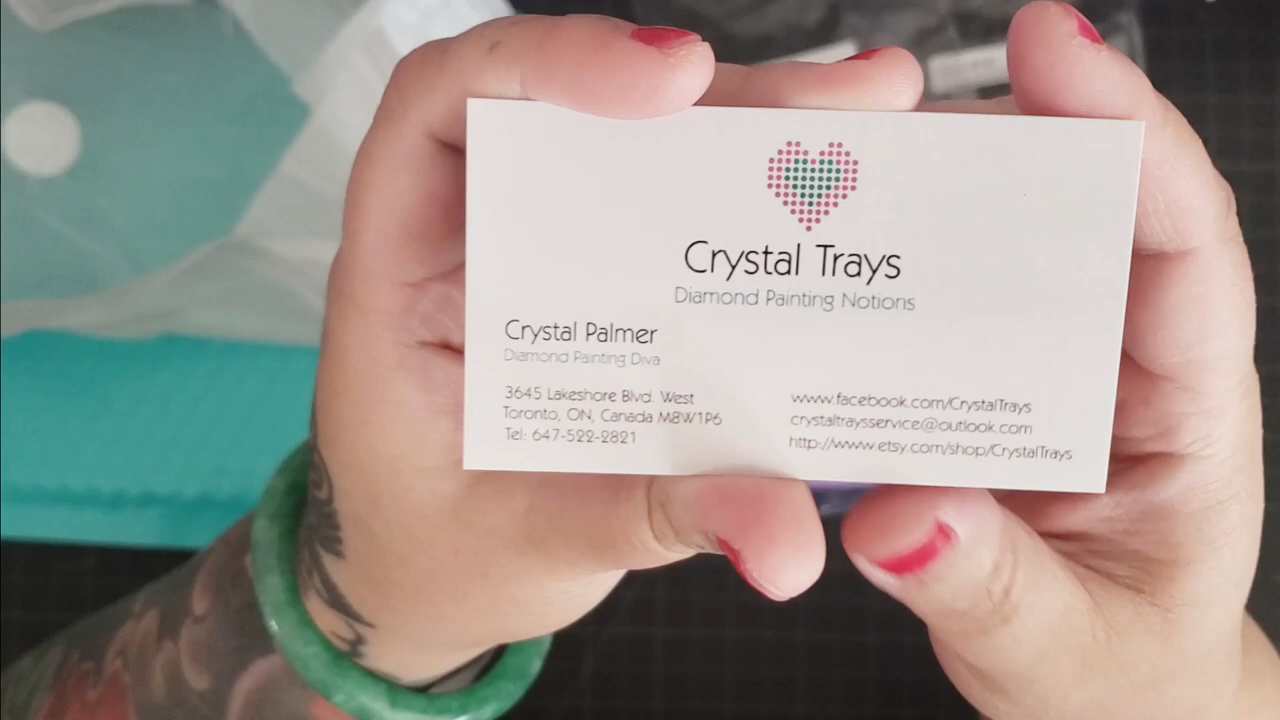 Crystal Trays
Diamond Painting Notions
Crystal Palmer
Diamond Painting Diva
3645 Lakeshore Blvd. West
Toronto, ON, Canada M8W1P6
Tel: 647-522-2821
www.facebook.com/CrystalTrays
crystaltraysservice@outlook.com
http://www.etsy.com/shop/CrystalTrays